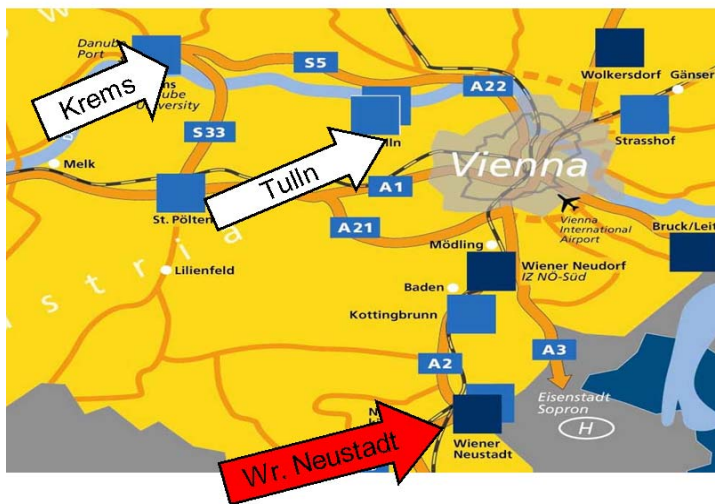 Danube
Port
Krems
University
S5
A22
Wolkersdorf
Gänser
S33
Strasshof
Melk
Tulln
Vienna
A1
St. Pölten
A21
Vienna
International
Airport
Mödling
Bruck/Leit
Lilienfeld
Wiener Neudorf
IZ NÖ-Süd
Baden
Kottingbrunn
A2
A3
Eisenstadt
Sopron
H
Wr. Neustadt
Wiener
Neustadt
s t r i a